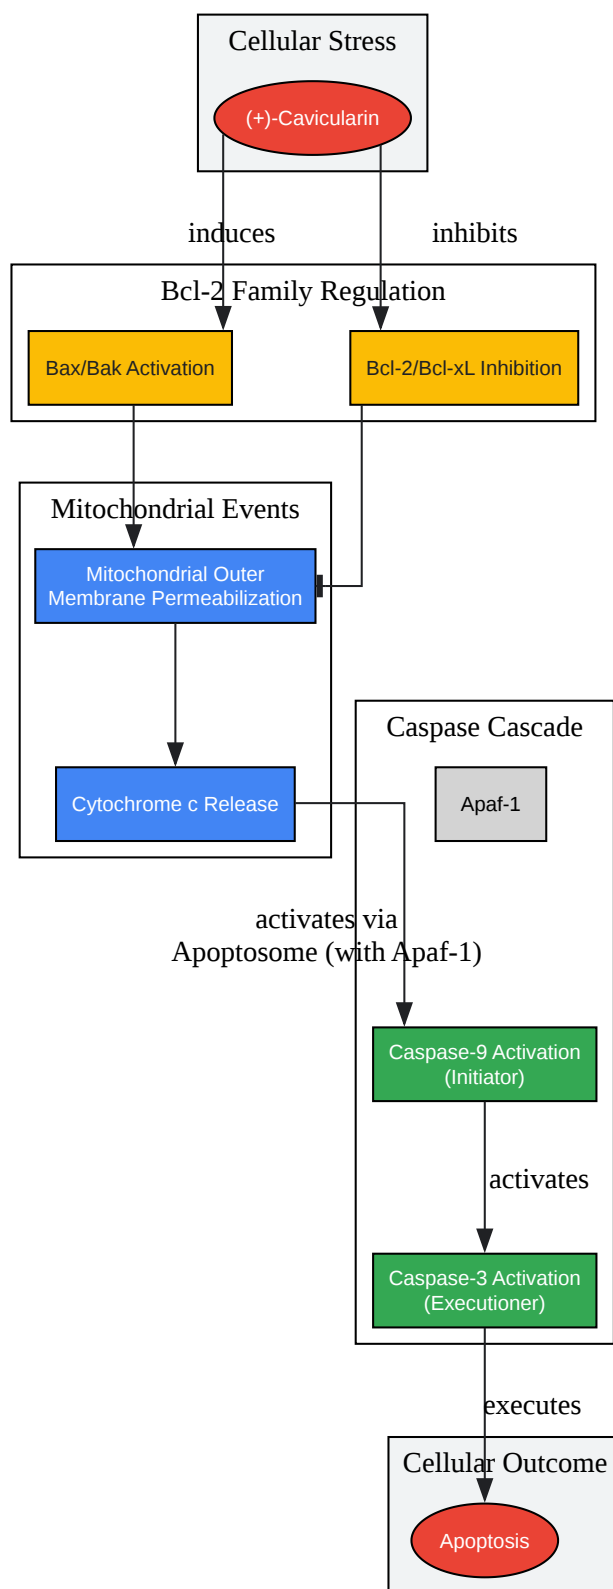 Cellular Stress
(+)-Cavicularin
induces
inhibits
Bcl-2 Family Regulation
Bax/Bak Activation
Bcl-2/Bcl-xL Inhibition
Mitochondrial Events
Mitochondrial Outer
Membrane Permeabilization
Caspase Cascade
Cytochrome c Release
Apaf-1
activates via
Apoptosome (with Apaf-1)
Caspase-9 Activation
(Initiator)
activates
Caspase-3 Activation
(Executioner)
executes
Cellular Outcome
Apoptosis